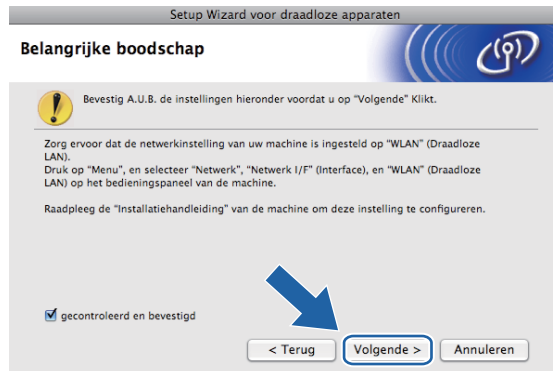 Setup Wizard voor draadloze apparaten
Belangrijke boodschap
Bevestig A.U.B. de instellingen hieronder voordat u op "Volgende" Klikt.
Zorg ervoor dat de netwerkinstelling van uw machine is ingesteld op "WLAN" (Draadloze
LAN).
Druk op "Menu", en selecteer "Netwerk", "Netwerk I/F" (Interface), en "WLAN" (Draadloze
LAN) op het bedieningspaneel van de machine.
Raadpleeg de "Installatiehandleiding" van de machine om deze instelling te configureren.
gecontroleerd en bevestigd
< Terug
Volgende >
Annuleren